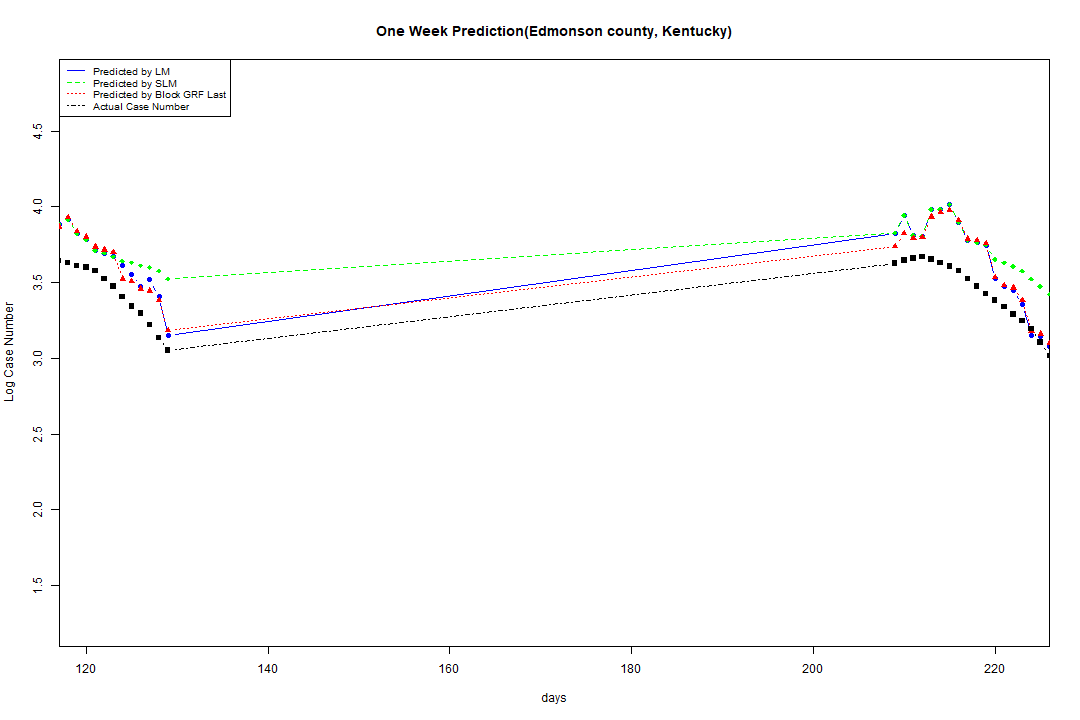 One Week Prediction(Edmonson county, Kentucky)
Predicted by LM
Predicted by SLM
Predicted by Block GRF Last
Actual Case Number
Log Case Number
4.5
4.0
3.5
3.0
2.5
2.0
1.5
120 140 160 180 200 220
days